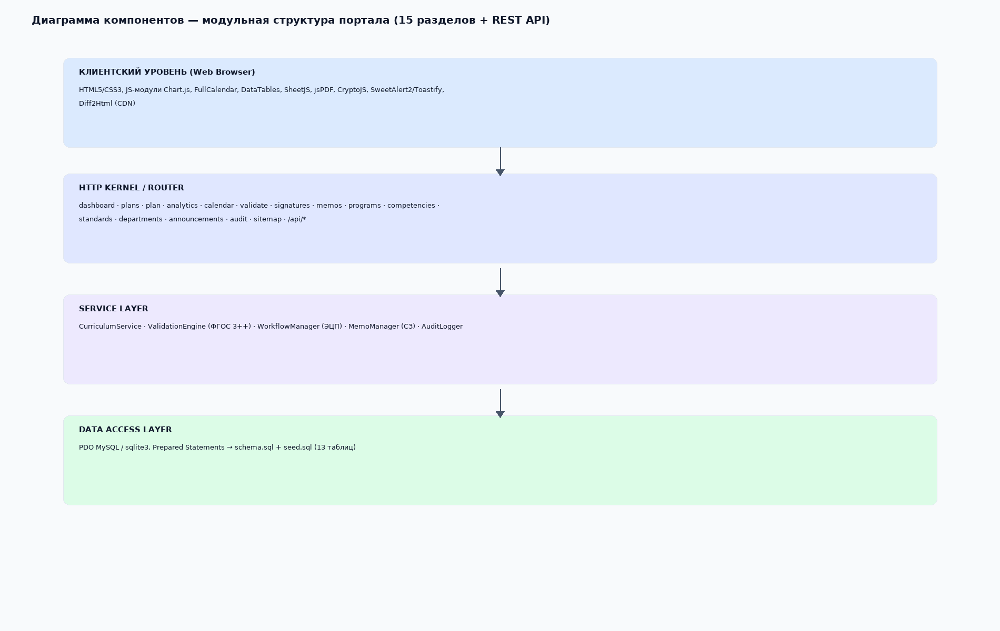 Диаграмма компонентов — модульная структура портала (15 разделов + REST API)
КЛИЕНТСКИЙ УРОВЕНЬ (Web Browser)
HTML5/CSS3, JS-модули Chart.js, FullCalendar, DataTables, SheetJS, jsPDF, CryptoJS, SweetAlert2/Toastify,
Diff2Html (CDN)
HTTP KERNEL / ROUTER
dashboard · plans · plan · analytics · calendar · validate · signatures · memos · programs · competencies ·
standards · departments · announcements · audit · sitemap · /api/*
SERVICE LAYER
CurriculumService · ValidationEngine (ФГОС 3++) · WorkflowManager (ЭЦП) · MemoManager (СЗ) · AuditLogger
DATA ACCESS LAYER
PDO MySQL / sqlite3, Prepared Statements → schema.sql + seed.sql (13 таблиц)